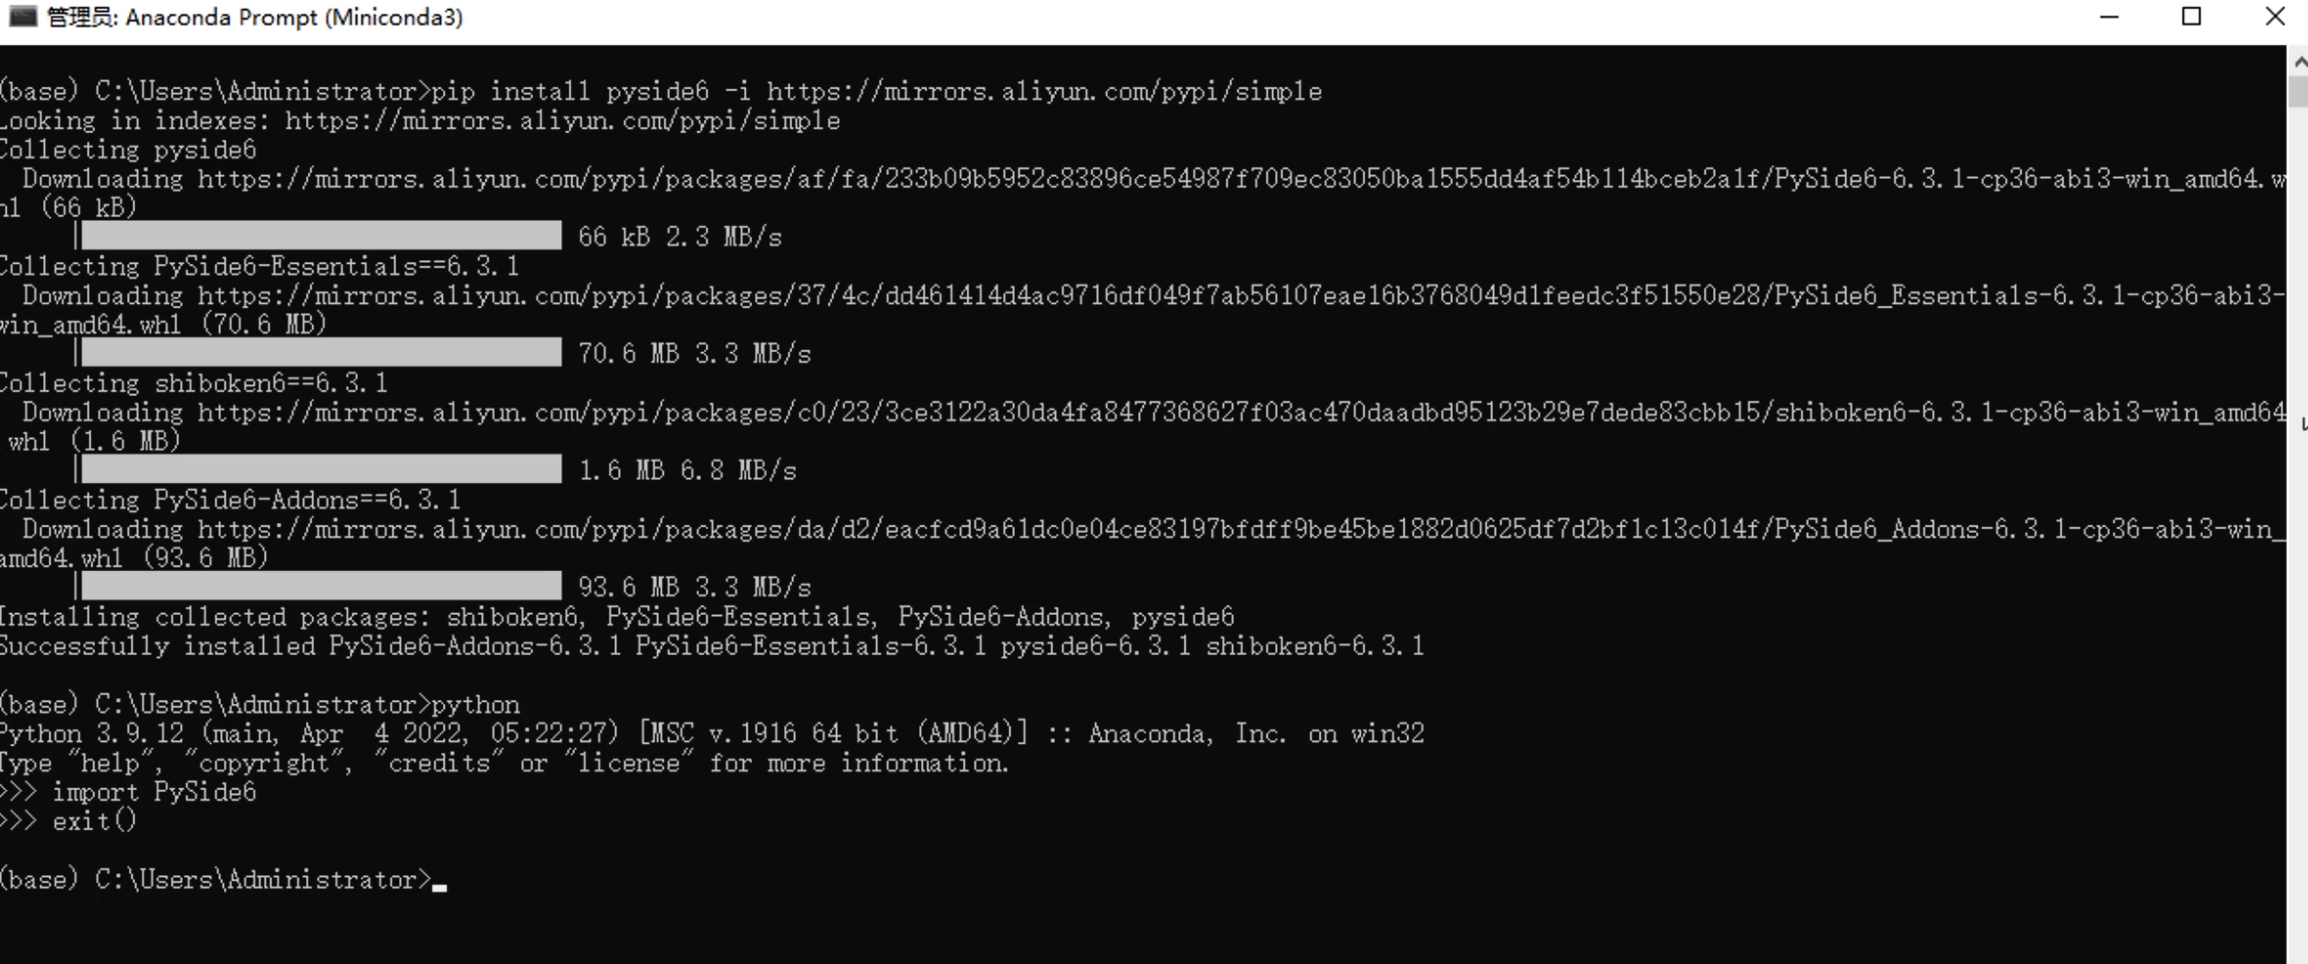 管理员: Anaconda Prompt (Miniconda3)
(base) C:\Users\Administrator>pip install pyside6 -i https://mirrors.aliyun.com/pypi/simple
Looking in indexes: https://mirrors.aliyun.com/pypi/simple
Collecting pyside6
Downloading https://mirrors.aliyun.com/pypi/packages/af/fa/233b09b5952c83896ce54987f709ec83050ba1555dd4af54b114bceb2a1f/PySide6-6.3.1-cp36-abi3-win_amd64.w
hl (66 kB)
66 kB 2.3 MB/s
Collecting PySide6-Essentials==6.3.1
Downloading https://mirrors.aliyun.com/pypi/packages/37/4c/dd461414d4ac9716df049f7ab56107eae16b3768049d1feedc3f51550e28/PySide6_Essentials-6.3.1-cp36-abi3-
win_amd64.whl (70.6 MB)
70.6 MB 3.3 MB/s
Collecting shiboken6==6.3.1
Downloading https://mirrors.aliyun.com/pypi/packages/c0/23/3ce3122a30da4fa8477368627f03ac470daadbd95123b29e7dede83cbb15/shiboken6-6.3.1-cp36-abi3-win_amd64
.whl (1.6 MB)
1.6 MB 6.8 MB/s
Collecting PySide6-Addons==6.3.1
Downloading https://mirrors.aliyun.com/pypi/packages/da/d2/eacfcd9a61dc0e04ce83197bfdff9be45be1882d0625df7d2bf1c13c014f/PySide6_Addons-6.3.1-cp36-abi3-win_
amd64.whl (93.6 MB)
93.6 MB 3.3 MB/s
Installing collected packages: shiboken6, PySide6-Essentials, PySide6-Addons, pyside6
Successfully installed PySide6-Addons-6.3.1 PySide6-Essentials-6.3.1 pyside6-6.3.1 shiboken6-6.3.1
(base) C:\Users\Administrator>python
Python 3.9.12 (main, Apr  4 2022, 05:22:27) [MSC v.1916 64 bit (AMD64)] :: Anaconda, Inc. on win32
Type "help", "copyright", "credits" or "license" for more information.
>>> import PySide6
>>> exit()
(base) C:\Users\Administrator>